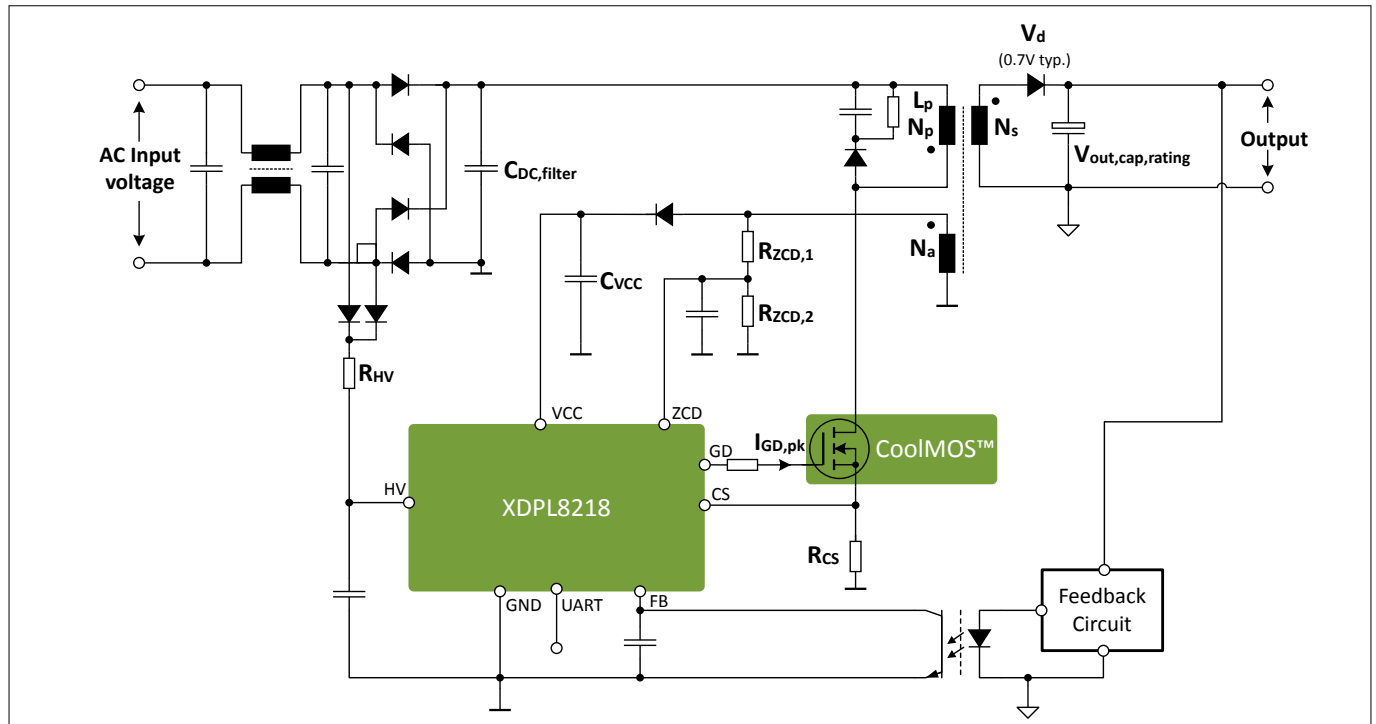 Vd
(0.7V typ.)
AC Input
voltage
CDC,filter
Lp
Np
Ns
Vout,cap,rating
Output
CVCC
RZCD,1
RZCD,2
Na
RHV
VCC
ZCD
GD
IGD,pk
CoolMOS™
HV
XDPL8218
CS
RCS
GND
UART
FB
Feedback
Circuit